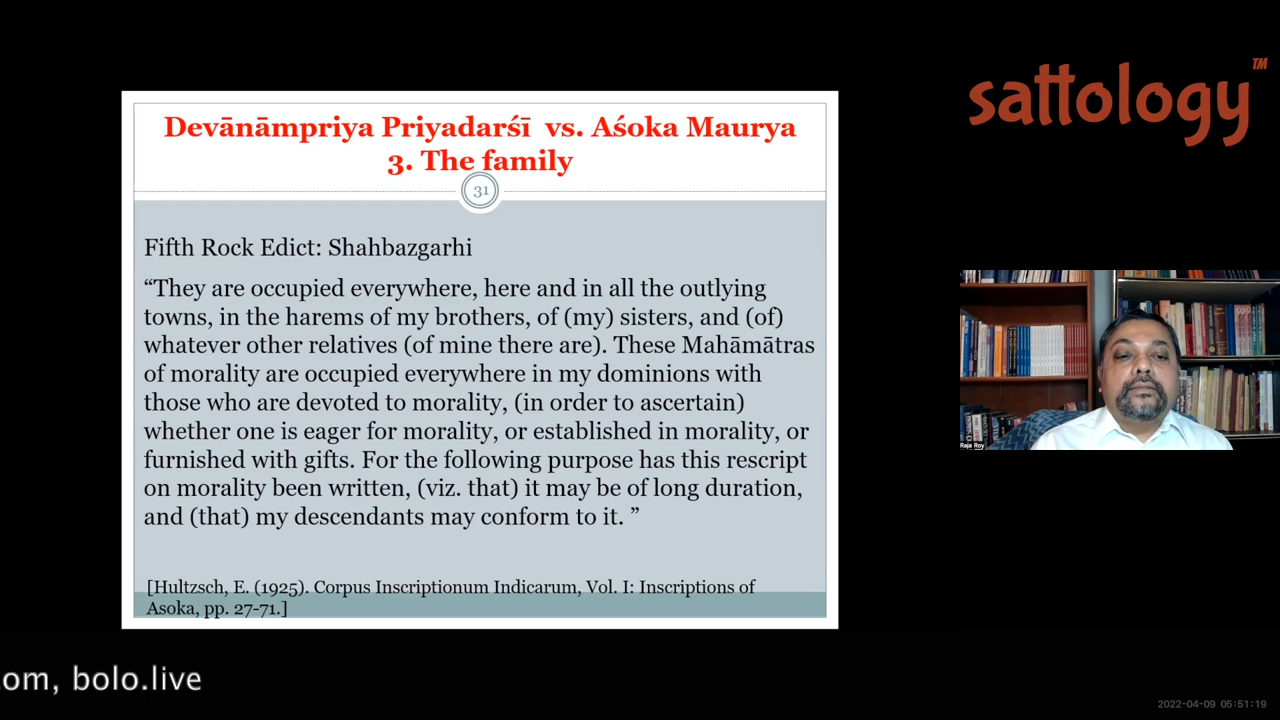 sattology™
Devānāmpriya Priyadarśī vs. Aśoka Maurya
3. The family
31
Fifth Rock Edict: Shahbazgarhi
“They are occupied everywhere, here and in all the outlying
towns, in the harems of my brothers, of (my) sisters, and (of)
whatever other relatives (of mine there are). These Mahāmātras
of morality are occupied everywhere in my dominions with
those who are devoted to morality, (in order to ascertain)
whether one is eager for morality, or established in morality, or
furnished with gifts. For the following purpose has this rescript
on morality been written, (viz. that) it may be of long duration,
and (that) my descendants may conform to it. ”
[Hultzsch, E. (1925). Corpus Inscriptionum Indicarum, Vol. I: Inscriptions of
Asoka, pp. 27-71.]
Raja Roy
om, bolo.live
2022-04-09 05:51:19